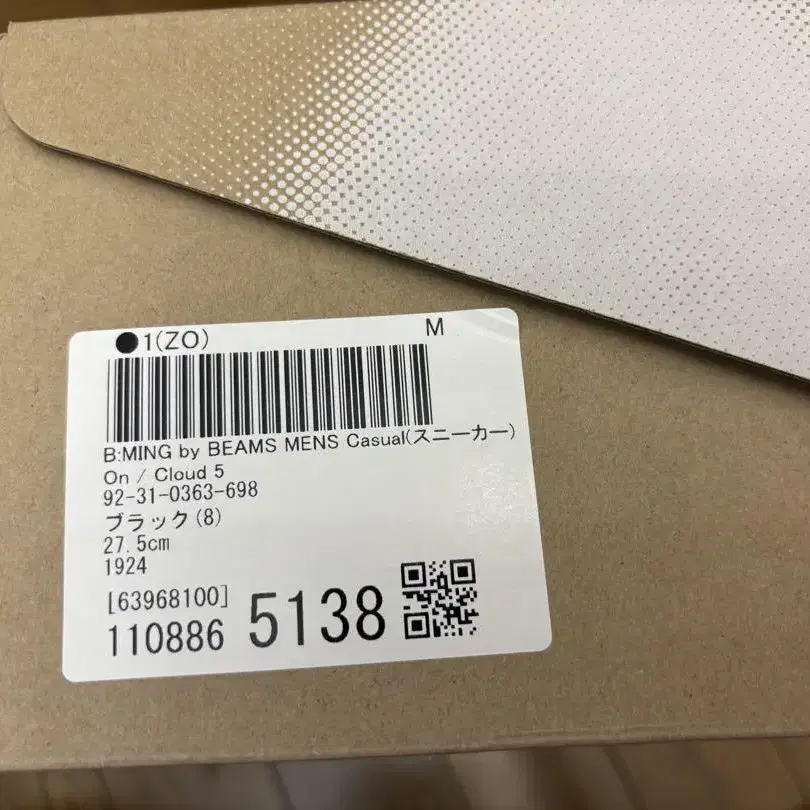 ●1(ZO) M
B:MING by BEAMS MENS Casual(スニーカー)
On / Cloud 5
92-31-0363-698
ブラック(8)
27.5cm
1924
[63968100]
110886 5138